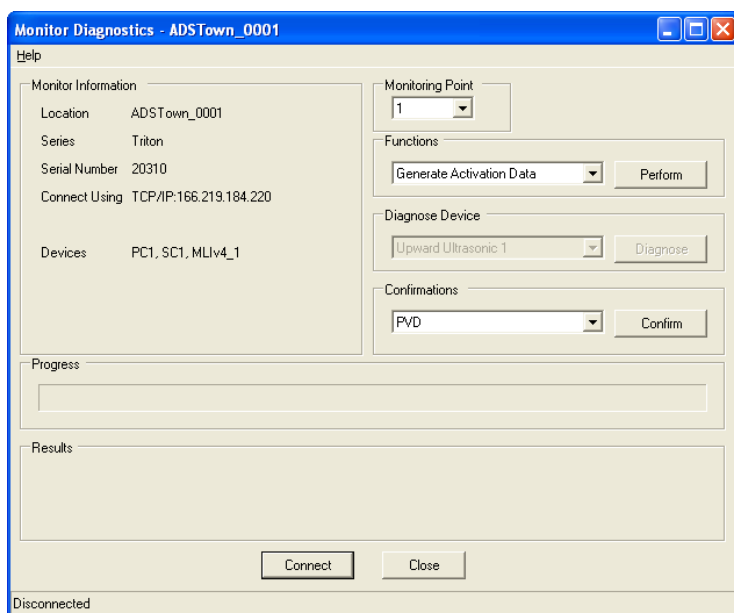 Monitor Diagnostics - ADSTown_0001
Help
Monitor Information
Location ADSTown_0001
Series Triton
Serial Number 20310
Connect Using TCP/IP:166.219.184.220
Devices PC1, SC1, MLIv4_1
Monitoring Point
1
Functions
Generate Activation Data Perform
Diagnose Device
Upward Ultrasonic 1 Diagnose
Confirmations
PVD Confirm
Progress
Results
Connect Close
Disconnected